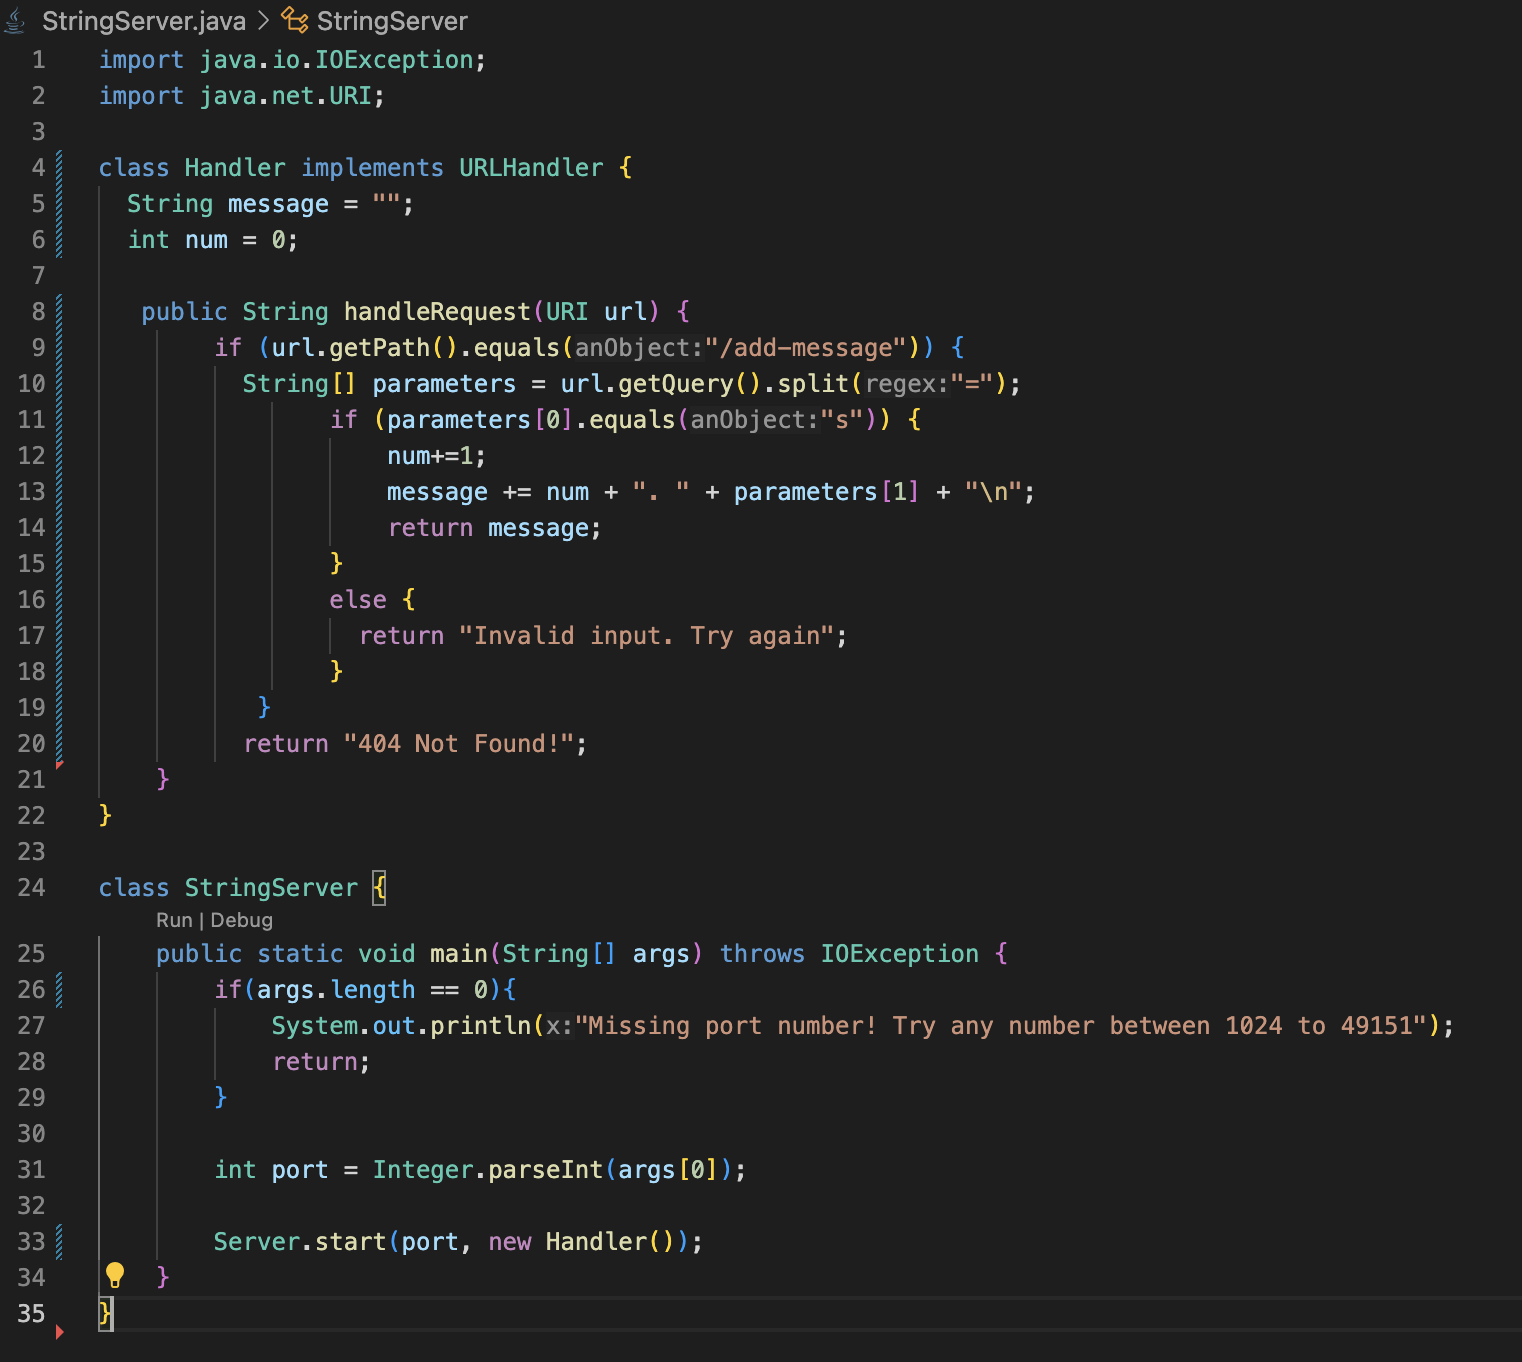 StringServer.java > StringServer
1 import java.io.IOException;
2 import java.net.URI;
3
4 class Handler implements URLHandler {
5 String message = "";
6 int num = 0;
7
8 public String handleRequest(URI url) {
9 if (url.getPath().equals(anObject:"/add-message")) {
10 String[] parameters = url.getQuery().split(regex:"=");
11 if (parameters[0].equals(anObject:"s")) {
12 num+=1;
13 message += num + ". " + parameters[1] + "\n";
14 return message;
15 }
16 else {
17 return "Invalid input. Try again";
18 }
19 }
20 return "404 Not Found!";
21 }
22 }
23
24 class StringServer {
Run | Debug
25 public static void main(String[] args) throws IOException {
26 if(args.length == 0){
27 System.out.println(x:"Missing port number! Try any number between 1024 to 49151");
28 return;
29 }
30
31 int port = Integer.parseInt(args[0]);
32
33 Server.start(port, new Handler());
34 }
35 }